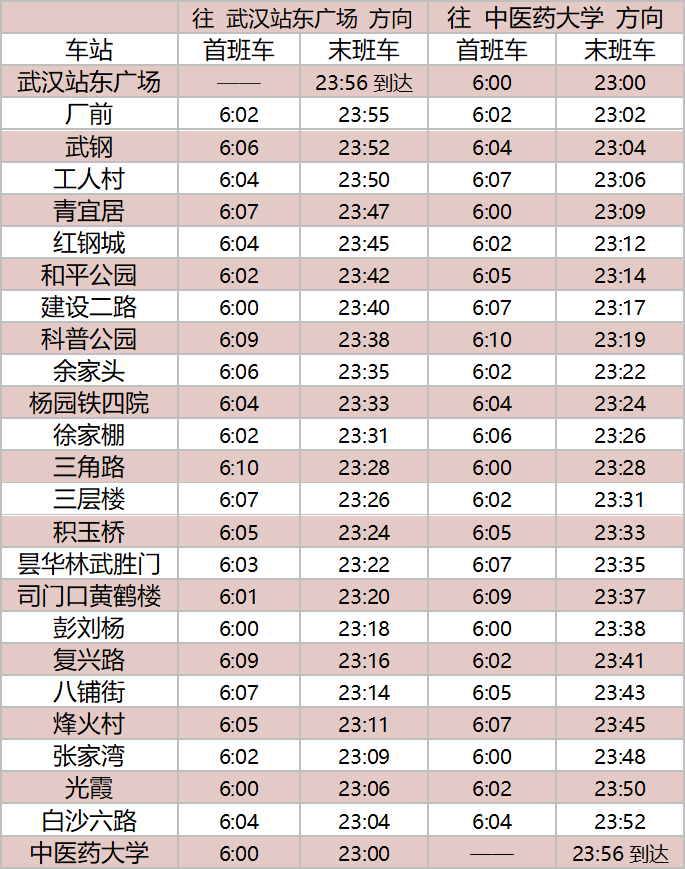 往 武汉站东广场 方向 往 中医药大学 方向
车站 首班车 末班车 首班车 末班车
武汉站东广场 —— 23:56 到达 6:00 23:00
厂前 6:02 23:55 6:02 23:02
武钢 6:06 23:52 6:04 23:04
工人村 6:04 23:50 6:07 23:06
青宜居 6:07 23:47 6:00 23:09
红钢城 6:04 23:45 6:02 23:12
和平公园 6:02 23:42 6:05 23:14
建设二路 6:00 23:40 6:07 23:17
科普公园 6:09 23:38 6:10 23:19
余家头 6:06 23:35 6:02 23:22
杨园铁四院 6:04 23:33 6:04 23:24
徐家棚 6:02 23:31 6:06 23:26
三角路 6:10 23:28 6:00 23:28
三层楼 6:07 23:26 6:02 23:31
积玉桥 6:05 23:24 6:05 23:33
昙华林武胜门 6:03 23:22 6:07 23:35
司门口黄鹤楼 6:01 23:20 6:09 23:37
彭刘杨 6:00 23:18 6:00 23:38
复兴路 6:09 23:16 6:02 23:41
八铺街 6:07 23:14 6:05 23:43
烽火村 6:05 23:11 6:07 23:45
张家湾 6:02 23:09 6:00 23:48
光霞 6:00 23:06 6:02 23:50
白沙六路 6:04 23:04 6:04 23:52
中医药大学 6:00 23:00 —— 23:56 到达